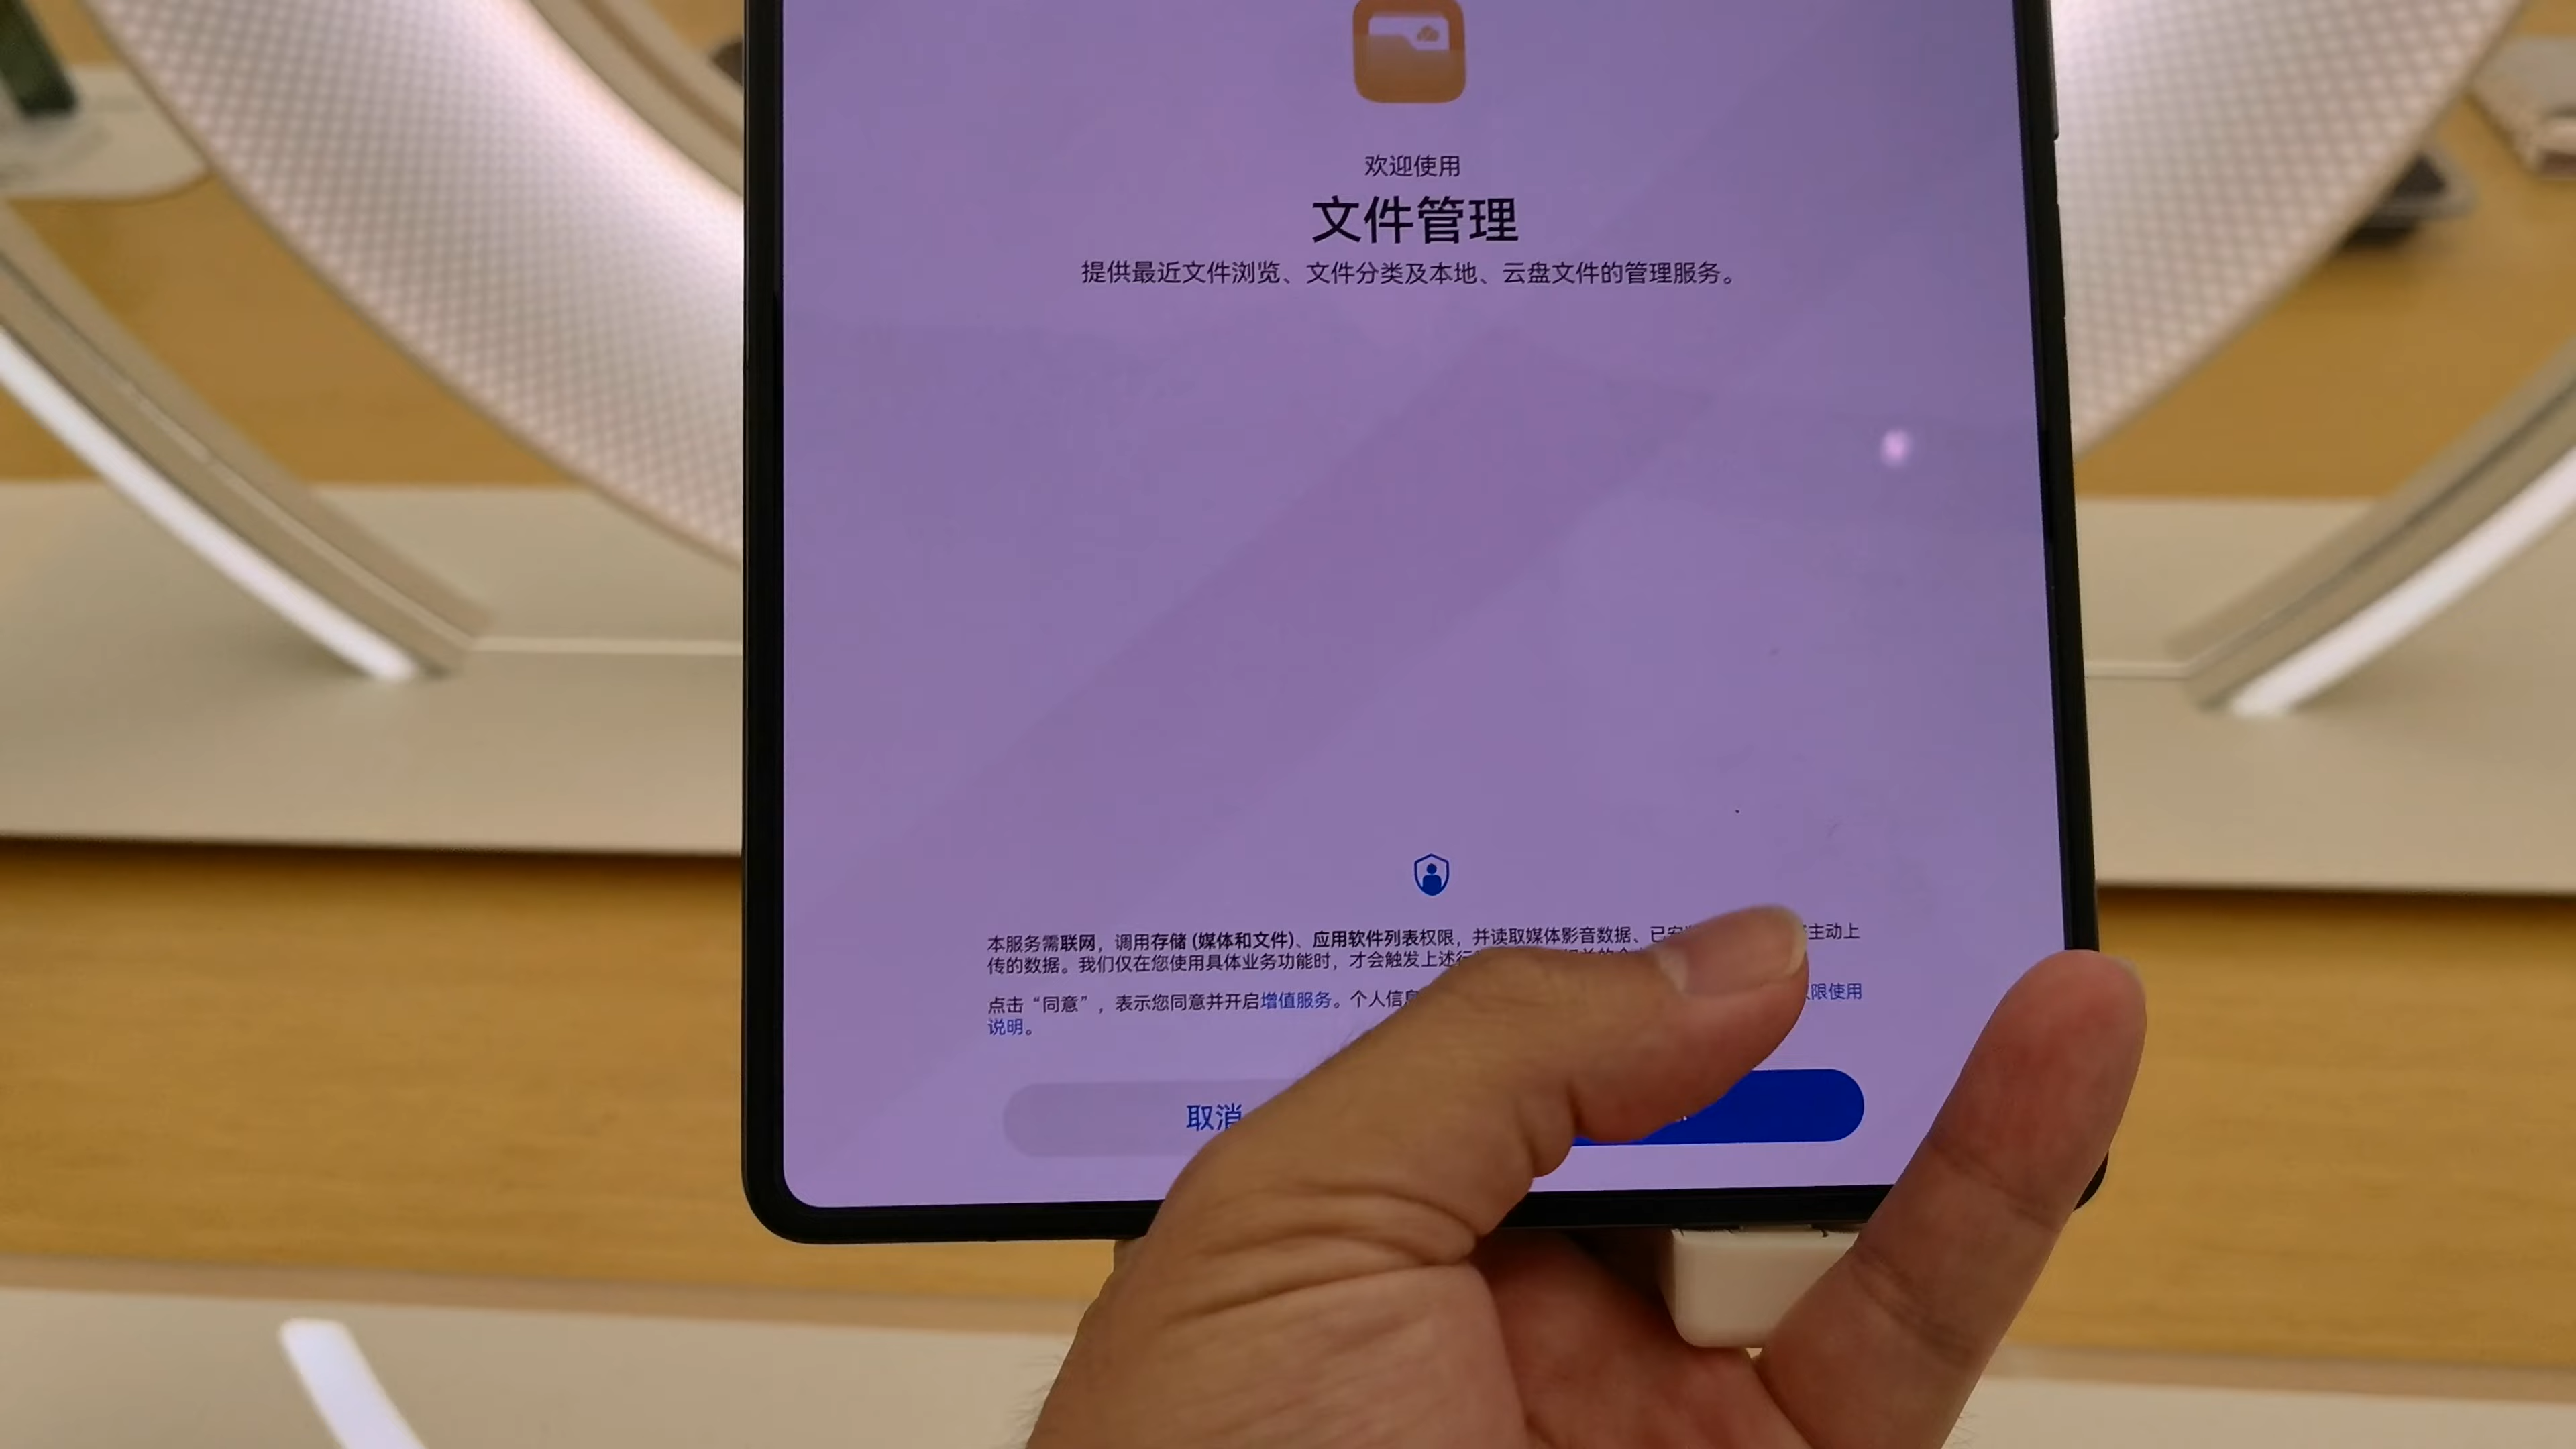 欢迎使用
文件管理
提供最近文件浏览、文件分类及本地、云盘文件的管理服务。
本服务需联网，调用存储 (媒体和文件)、应用软件列表权限，并读取媒体影音数据、已安 主动上
传的数据。我们仅在您使用具体业务功能时，才会触发上述
点击“同意”，表示您同意并开启增值服务。个人信息 限使用
说明。
取消